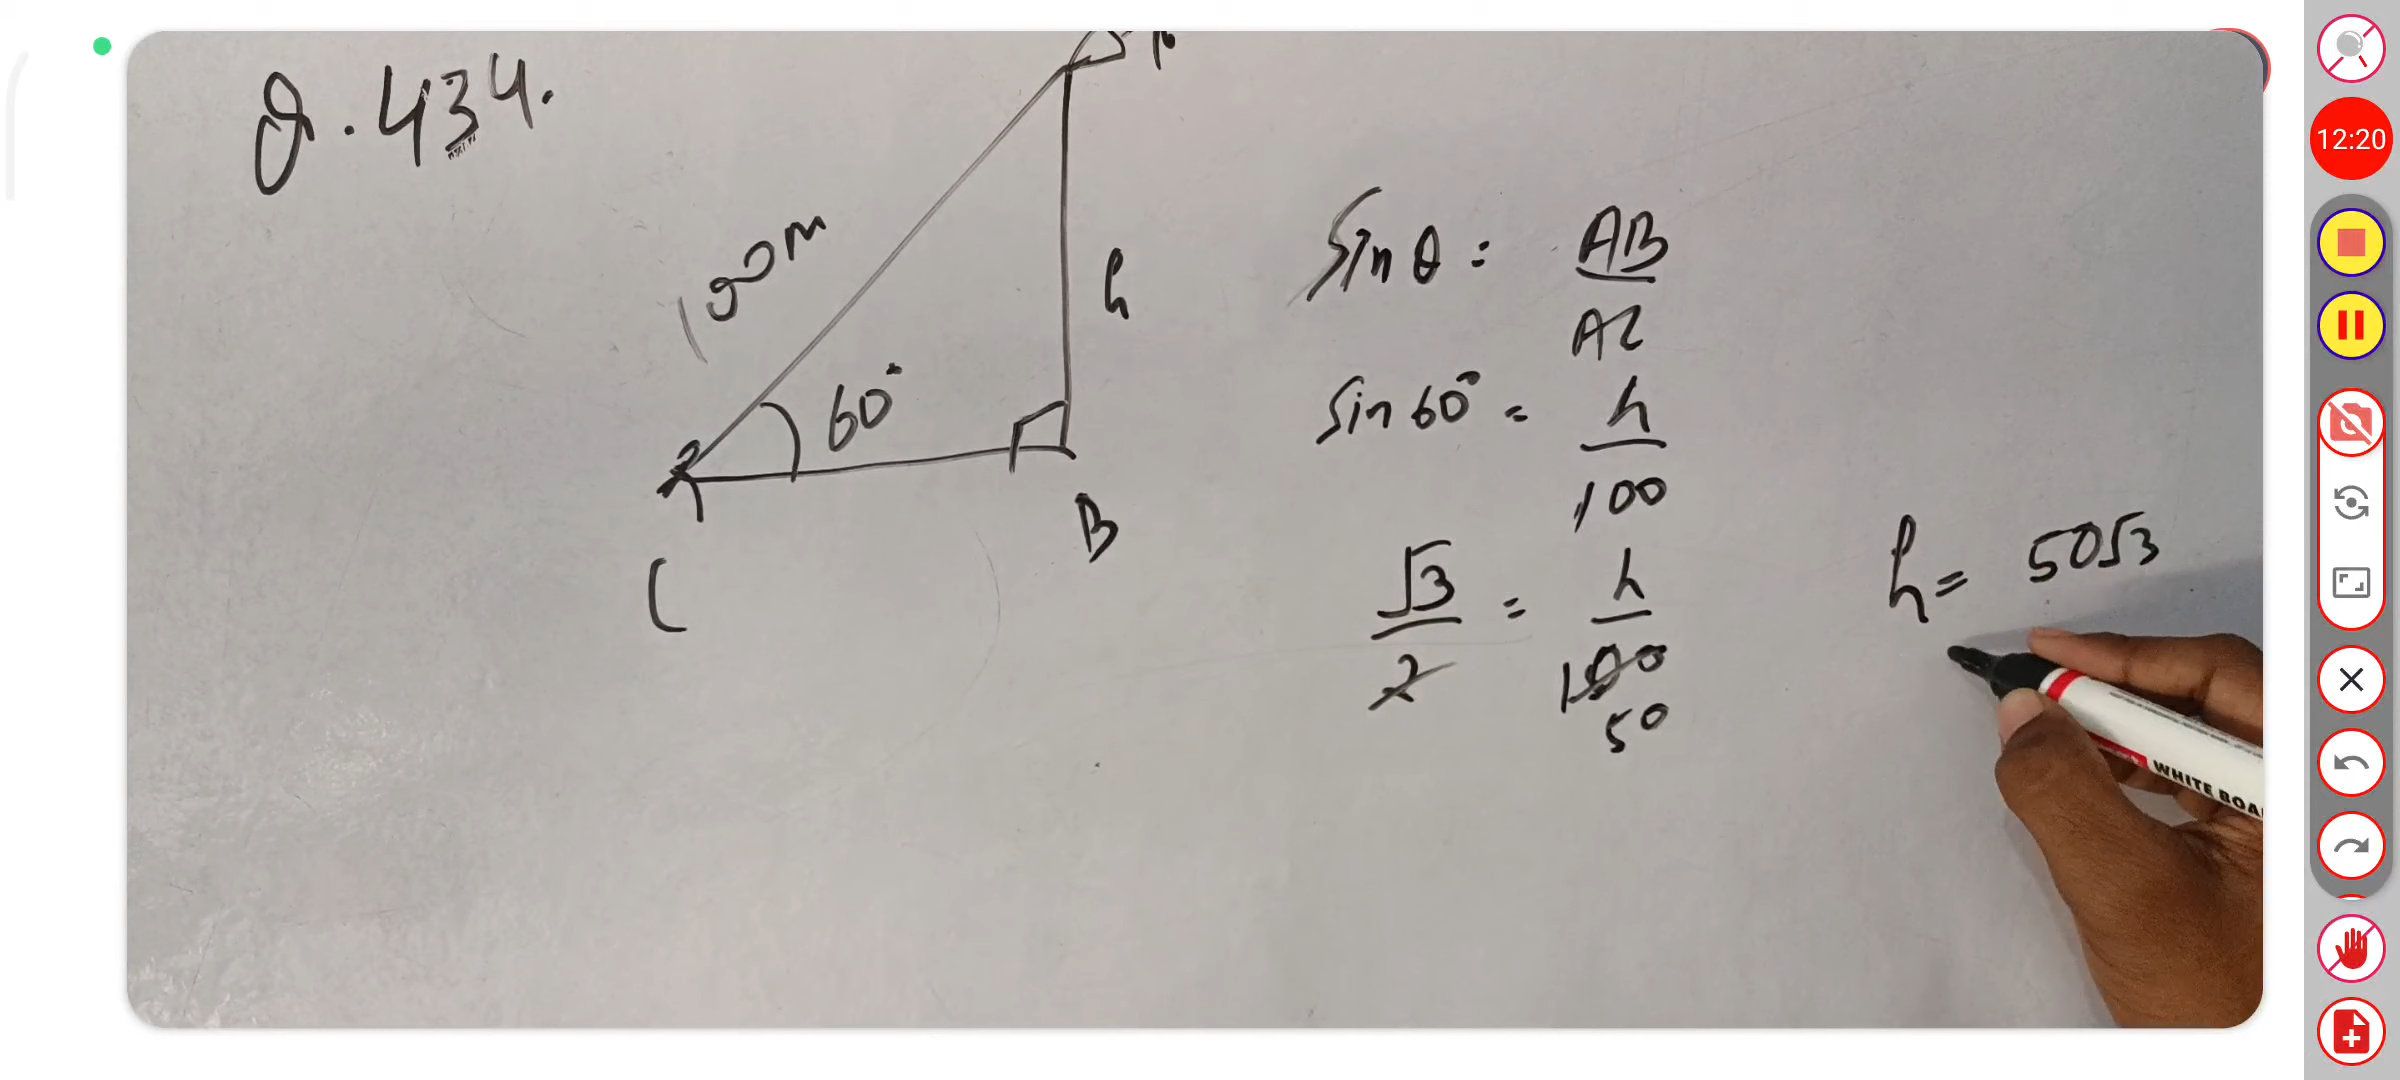 Q. 434.
100m
h
60°
C
B
Sin θ = AB / AC
Sin 60° = h / 100
√3 / 2 = h / 100
50
h = 50√3
WHITE BOA
12:20